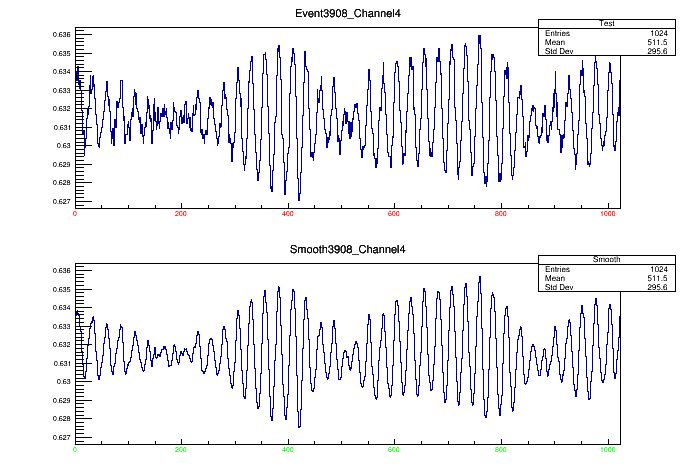 Event3908_Channel4
Test
Entries 1024
Mean 511.5
Std Dev 295.6
0.636
0.635
0.634
0.633
0.632
0.631
0.63
0.629
0.628
0.627
0 200 400 600 800 1000
Smooth3908_Channel4
Smooth
Entries 1024
Mean 511.5
Std Dev 295.6
0.636
0.635
0.634
0.633
0.632
0.631
0.63
0.629
0.628
0.627
0 200 400 600 800 1000